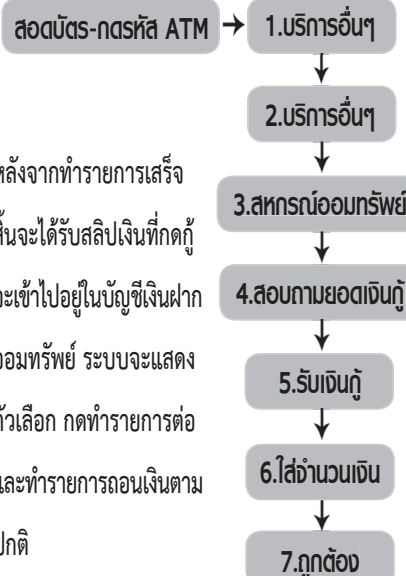 สอดบัตร-กดรหัส ATM
1.บริการอื่นๆ
2.บริการอื่นๆ
3.สหกรณ์ออมทรัพย์
4.สอบถามยอดเงินกู้
5.รับเงินกู้
6.ใส่จำนวนเงิน
7.ถูกต้อง
หลังจากทำรายการเสร็จ
สิ้นจะได้รับสลิปเงินที่กดกู้
จะเข้าไปอยู่ในบัญชีเงินฝาก
ออมทรัพย์ ระบบจะแสดง
ตัวเลือก กดทำรายการต่อ
และทำรายการถอนเงินตาม
ปกติ